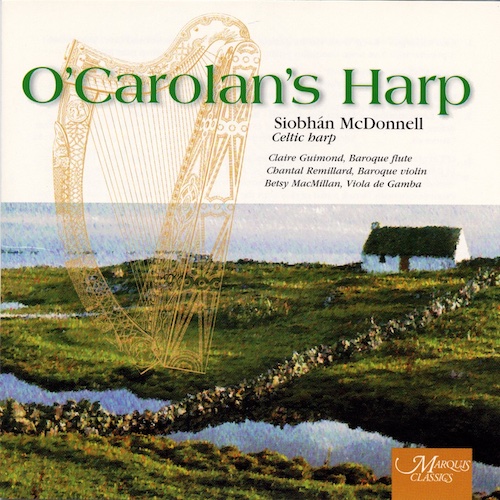 O'Carolan's Harp
Siobhán McDonnell
Celtic harp
Claire Guimond, Baroque flute
Chantal Remillard, Baroque violin
Betsy MacMillan, Viola de Gamba
MARQUIS
CLASSICS